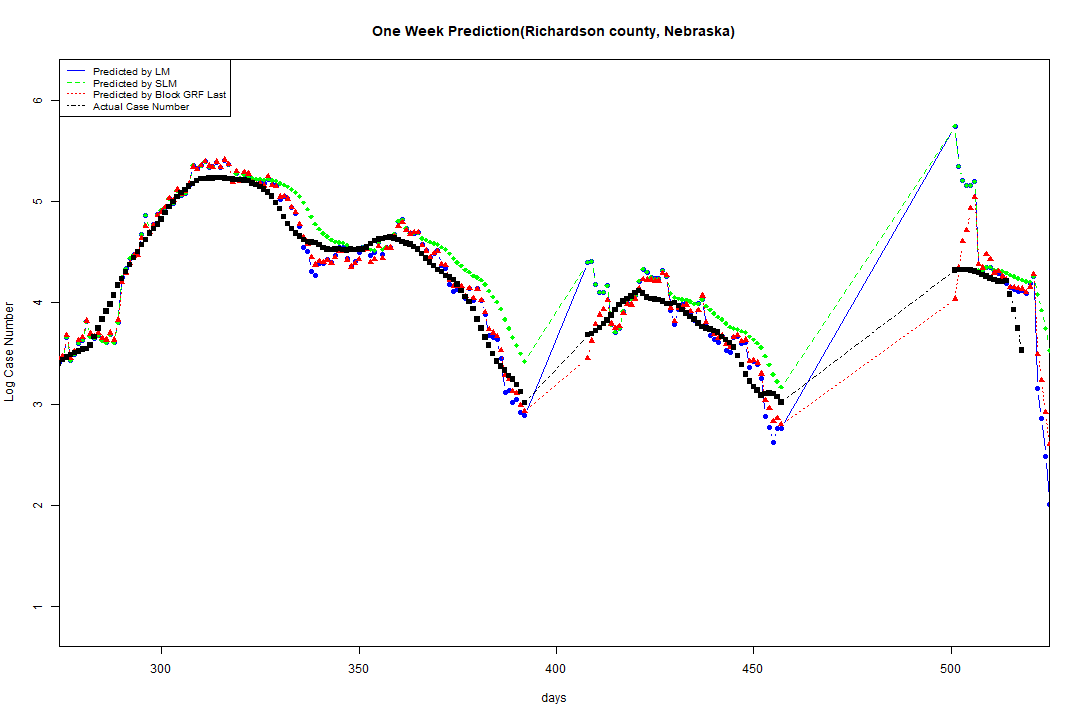 One Week Prediction(Richardson county, Nebraska)
Predicted by LM
Predicted by SLM
Predicted by Block GRF Last
Actual Case Number
6
5
4
3
2
1
Log Case Number
300
350
400
450
500
days